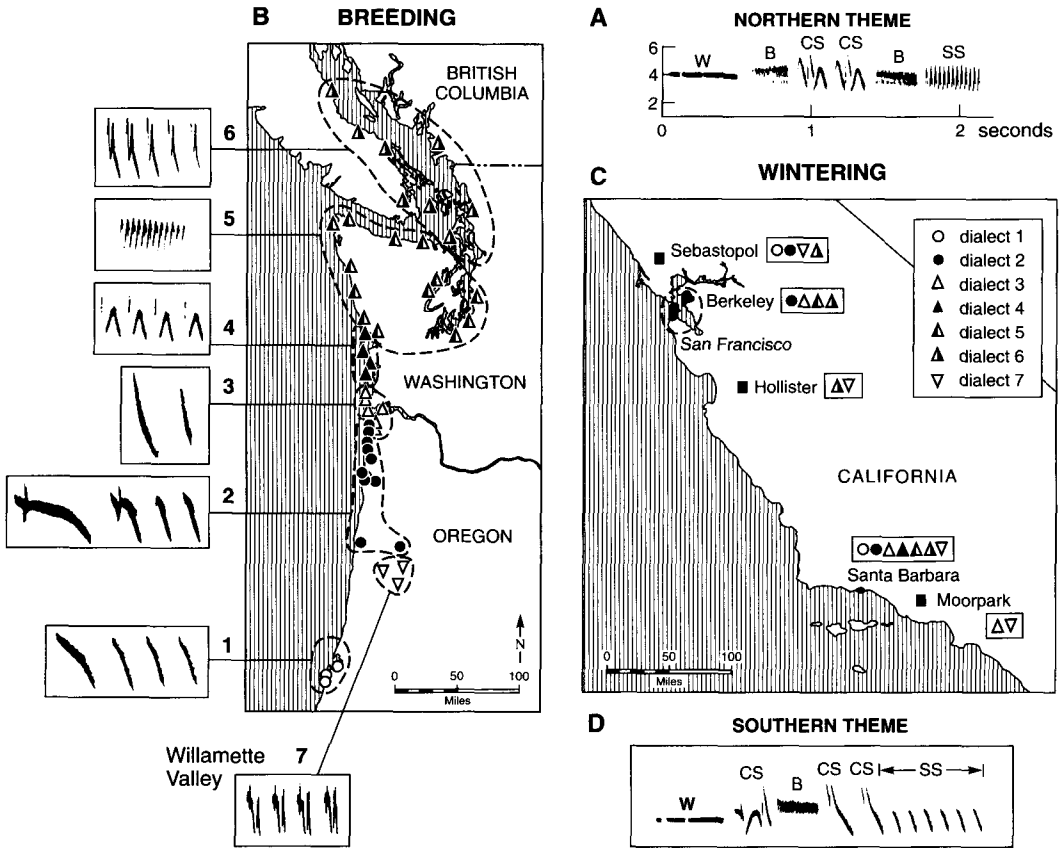 B BREEDING
BRITISH
COLUMBIA
6
5
4
3
2
1
WASHINGTON
OREGON
N
0 50 100
Miles
Willamette 7
Valley
A NORTHERN THEME
W B CS CS B SS
6
4
2
0 1 2 seconds
C WINTERING
Sebastopol
Berkeley
San Francisco
Hollister
CALIFORNIA
Santa Barbara
Moorpark
dialect 1
dialect 2
dialect 3
dialect 4
dialect 5
dialect 6
dialect 7
0 50 100
Miles
D SOUTHERN THEME
W CS B CS CS SS